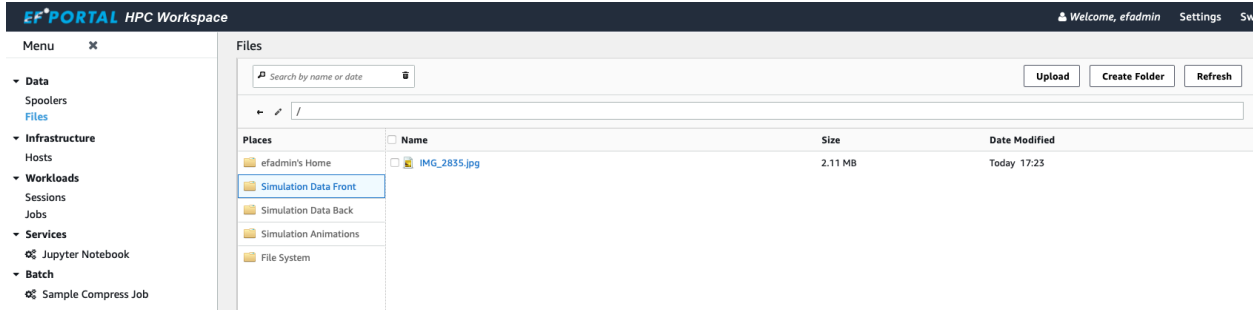 EF PORTAL HPC Workspace
Welcome, efadmin Settings Sw
Menu
Files
Search by name or date
Upload Create Folder Refresh
Data
Spoolers
Files
/
Infrastructure
Hosts
Workloads
Sessions
Jobs
Services
Jupyter Notebook
Batch
Sample Compress Job
Places
efadmin's Home
Simulation Data Front
Simulation Data Back
Simulation Animations
File System
Name Size Date Modified
IMG_2835.jpg 2.11 MB Today 17:23